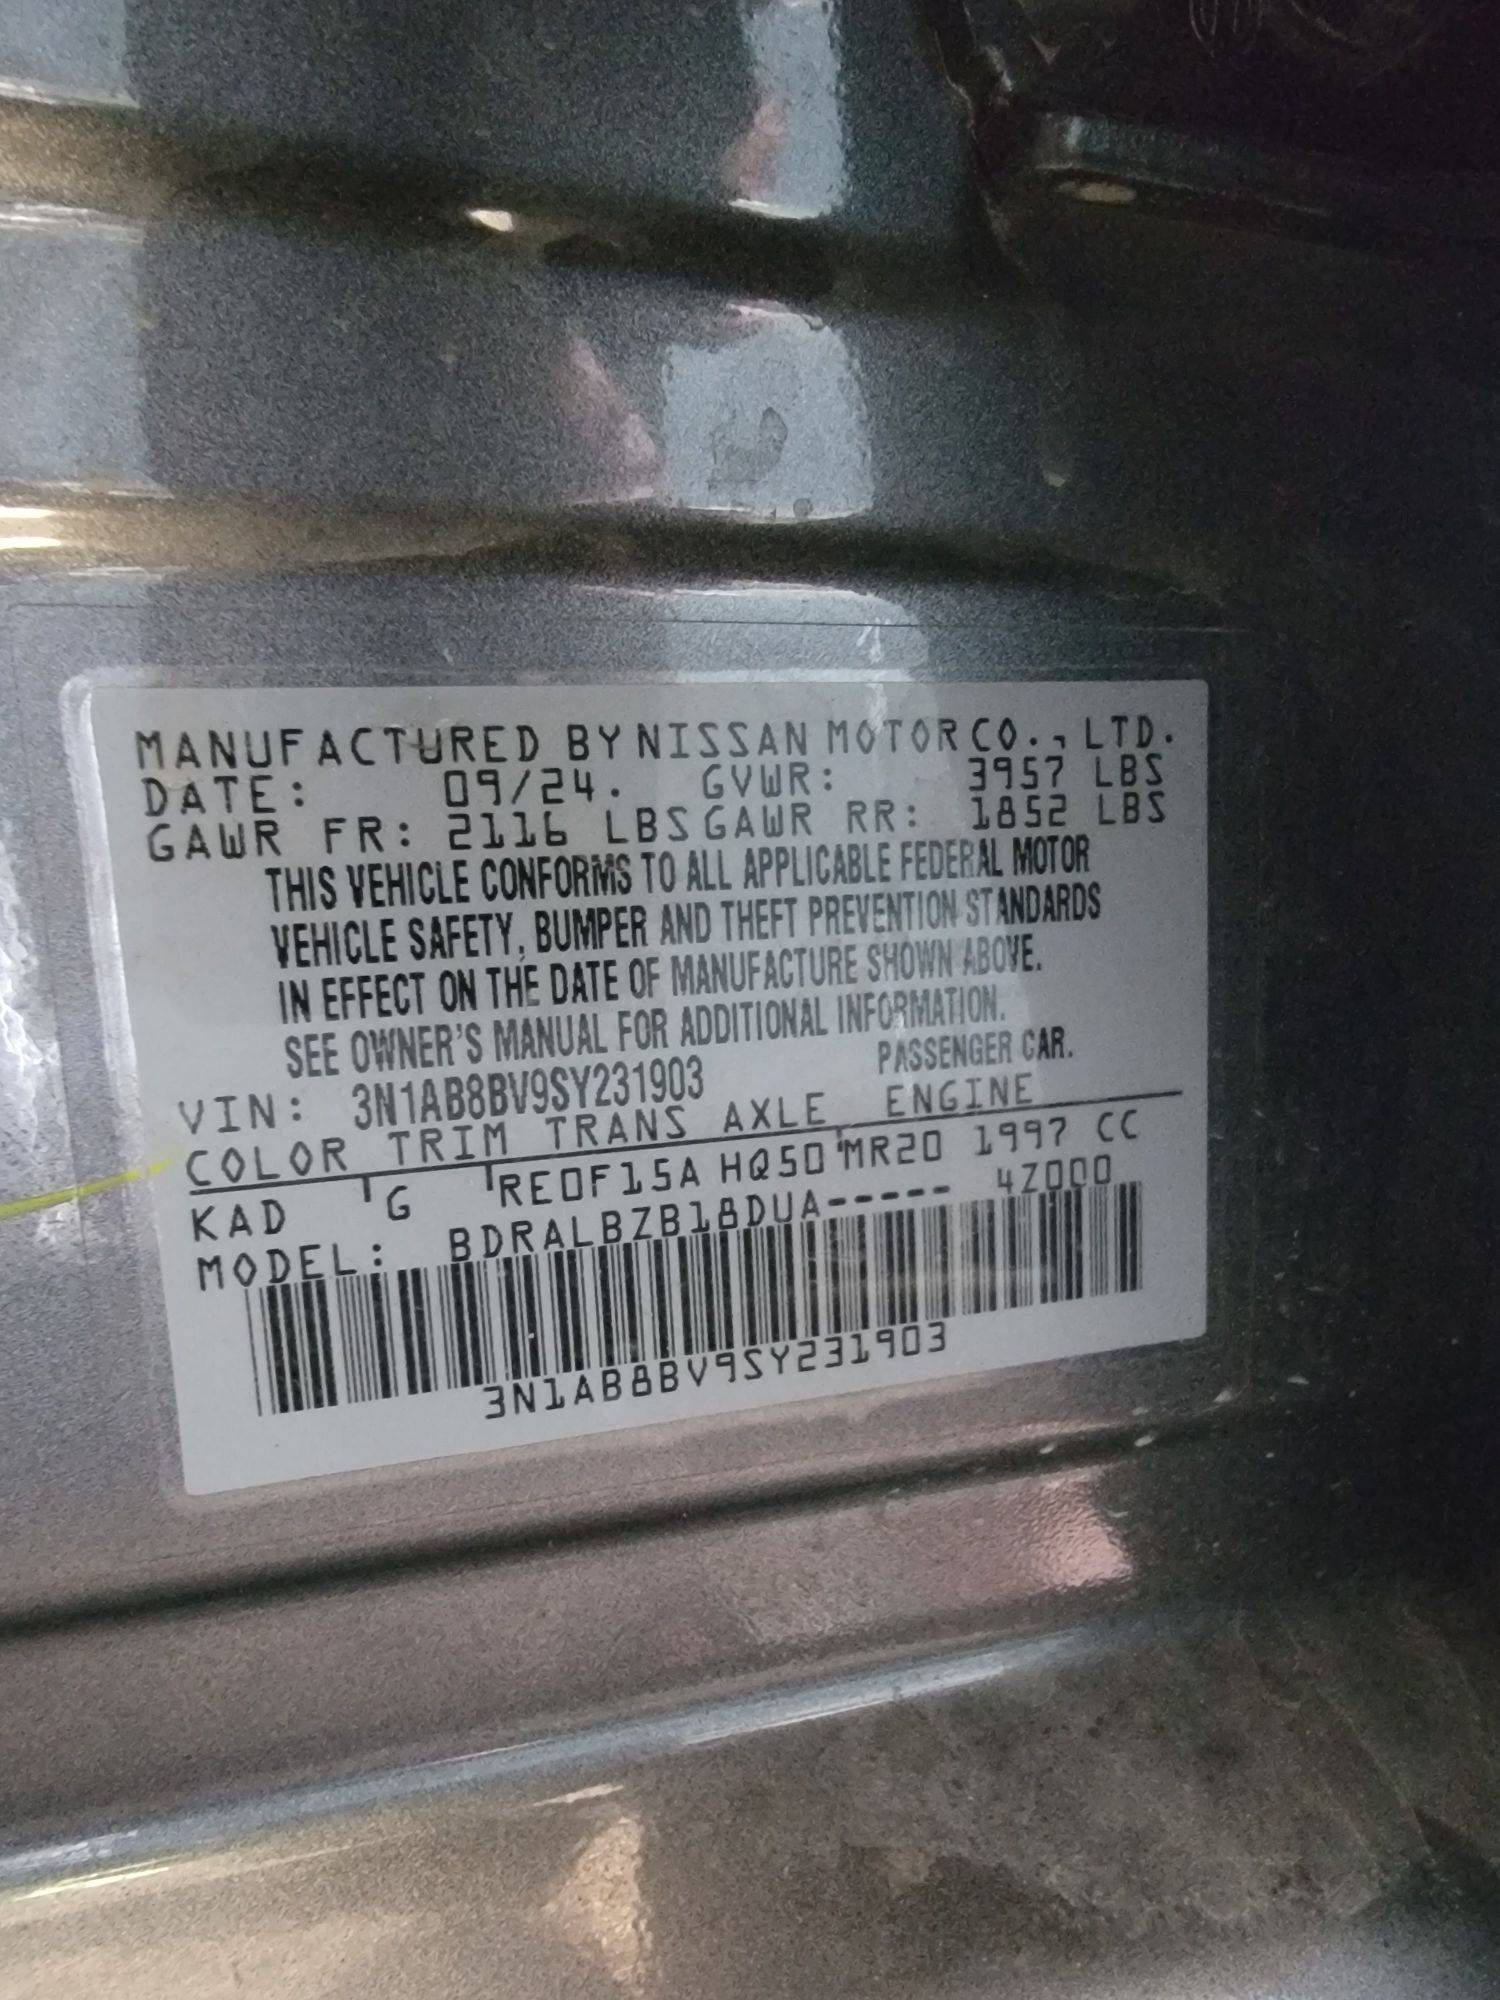 MANUFACTURED BY NISSAN MOTOR CO., LTD.
DATE: 09/24. GVWR: 3957 LBS
GAWR FR: 2116 LBS GAWR RR: 1852 LBS
THIS VEHICLE CONFORMS TO ALL APPLICABLE FEDERAL MOTOR
VEHICLE SAFETY, BUMPER AND THEFT PREVENTION STANDARDS
IN EFFECT ON THE DATE OF MANUFACTURE SHOWN ABOVE.
SEE OWNER'S MANUAL FOR ADDITIONAL INFORMATION.
VIN: 3N1AB8BV9SY231903 PASSENGER CAR.
COLOR TRIM TRANS AXLE ENGINE
KAD G RE0F15A HQ50 MR20 1997 CC
MODEL: BDRALBZB18DUA----- 4Z000
3N1AB8BV9SY231903